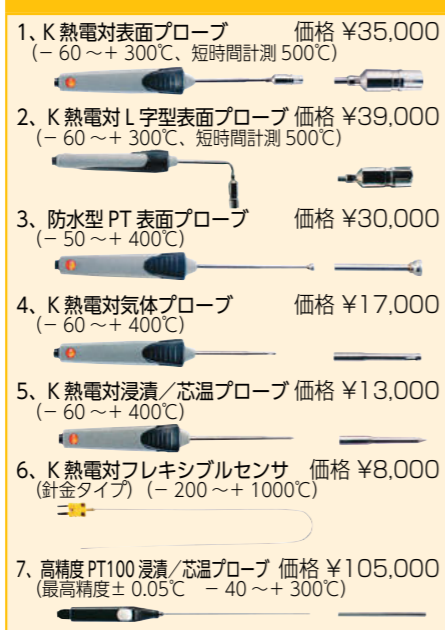 1、K 熱電対表面プローブ 価格 ¥35,000
(− 60 ～+ 300℃、短時間計測 500℃)
2、K 熱電対 L 字型表面プローブ 価格 ¥39,000
(− 60 ～+ 300℃、短時間計測 500℃)
3、防水型 PT 表面プローブ 価格 ¥30,000
(− 50 ～+ 400℃)
4、K 熱電対気体プローブ 価格 ¥17,000
(− 60 ～+ 400℃)
5、K 熱電対浸漬／芯温プローブ 価格 ¥13,000
(− 60 ～+ 400℃)
6、K 熱電対フレキシブルセンサ 価格 ¥8,000
(針金タイプ) (− 200 ～+ 1000℃)
7、高精度 PT100 浸漬／芯温プローブ 価格 ¥105,000
(最高精度± 0.05℃ − 40 ～+ 300℃)